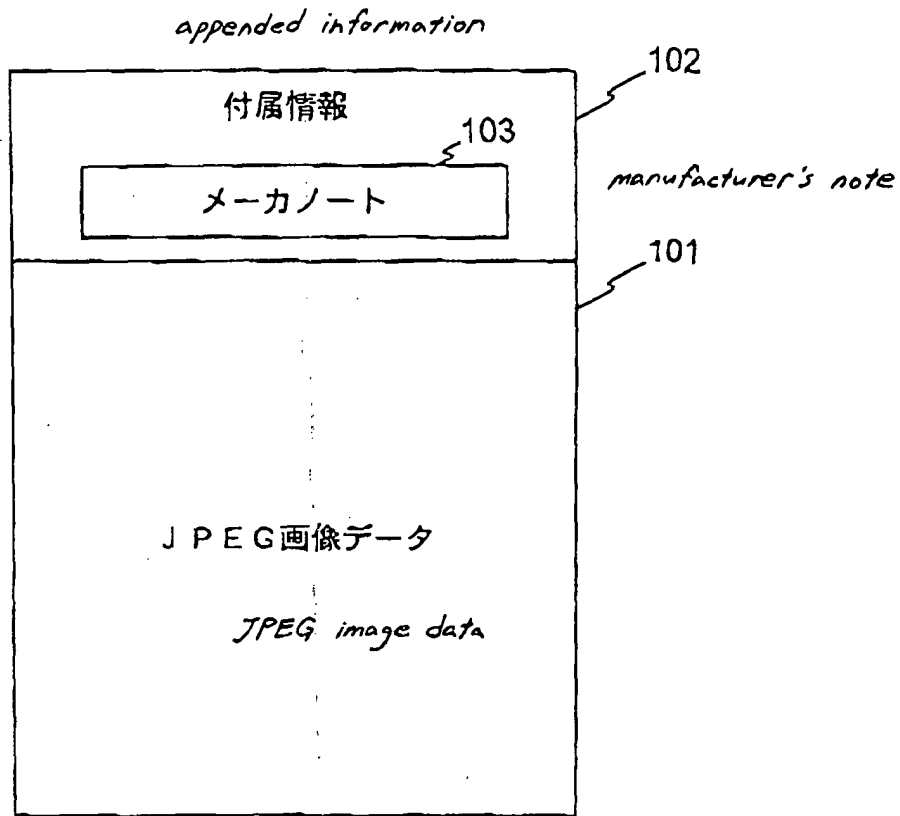 appended information
102
付属情報
103
メーカノート
manufacturer's note
101
JPEG画像データ
JPEG image data